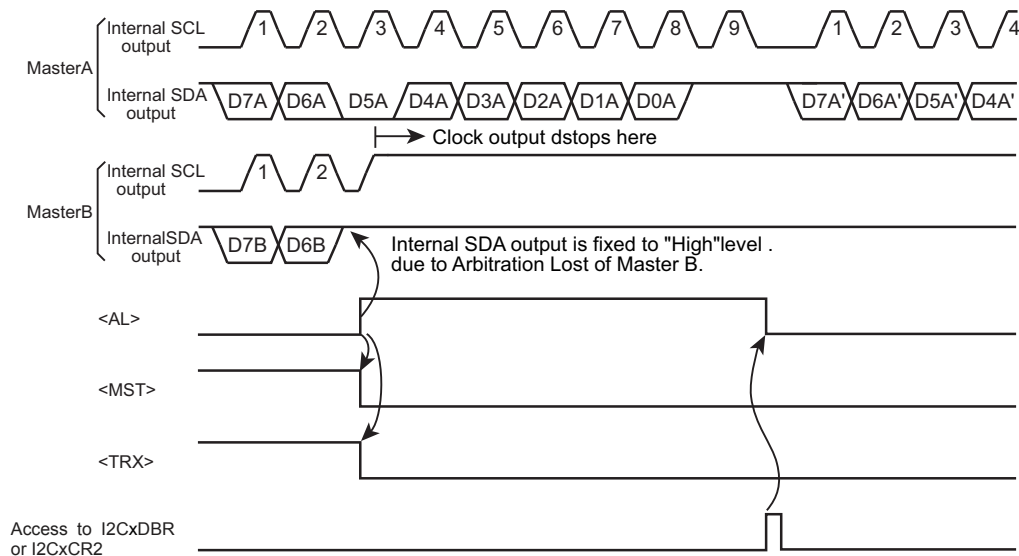 Internal SCL
output
1 2 3 4 5 6 7 8 9 1 2 3 4
MasterA
Internal SDA
output
D7A D6A D5A D4A D3A D2A D1A D0A D7A' D6A' D5A' D4A'
Clock output dstops here
Internal SCL
output
1 2
MasterB
InternalSDA
output
D7B D6B
Internal SDA output is fixed to "High"level .
due to Arbitration Lost of Master B.
<AL>
<MST>
<TRX>
Access to I2CxDBR
or I2CxCR2